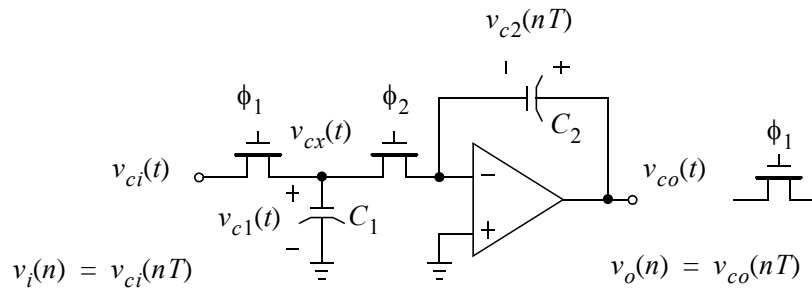 v_{c2}(nT)
- +
ϕ_1 ϕ_2 C_2 ϕ_1
v_{cx}(t)
v_{ci}(t) - v_{co}(t)
+
v_{c1}(t) C_1 +
-
v_i(n) = v_{ci}(nT) v_o(n) = v_{co}(nT)